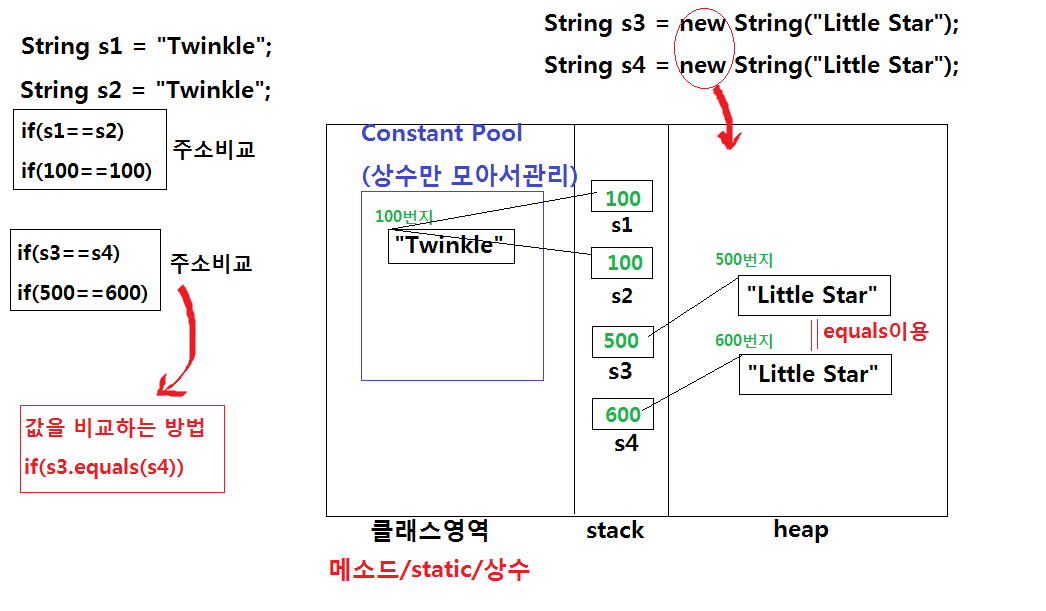 String s1 = "Twinkle";
String s2 = "Twinkle";
if(s1==s2)
if(100==100)
주소비교
if(s3==s4)
if(500==600)
주소비교
값을 비교하는 방법
if(s3.equals(s4))
String s3 = new String("Little Star");
String s4 = new String("Little Star");
Constant Pool
(상수만 모아서관리)
100번지
"Twinkle"
100
s1
100
s2
500
s3
600
s4
500번지
"Little Star"
equals이용
600번지
"Little Star"
클래스영역
stack
heap
메소드/static/상수